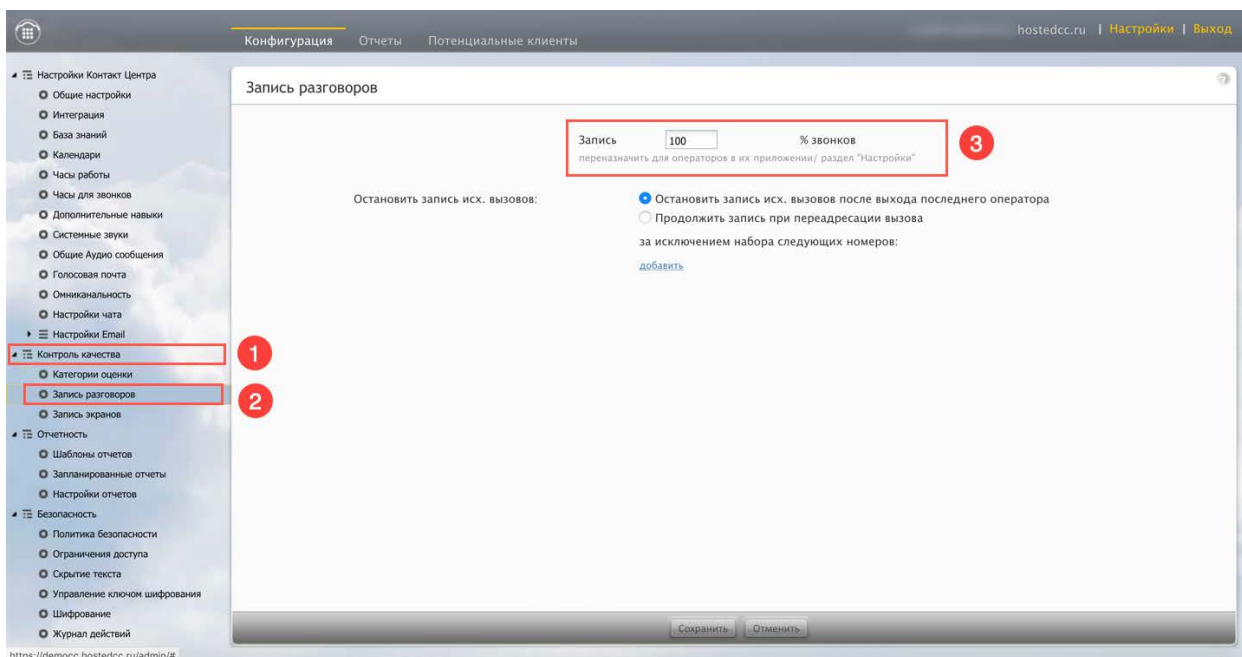 Конфигурация Отчеты Потенциальные клиенты hostedcc.ru | Настройки | Выход
Настройки Контакт Центра
Общие настройки
Интеграция
База знаний
Календари
Часы работы
Часы для звонков
Дополнительные навыки
Системные звуки
Общие Аудио сообщения
Голосовая почта
Омниканальность
Настройки чата
Настройки Email
Контроль качества
1
Категории оценки
Запись разговоров
2
Запись экранов
Отчетность
Шаблоны отчетов
Запланированные отчеты
Настройки отчетов
Безопасность
Политика безопасности
Ограничения доступа
Скрытие текста
Управление ключом шифрования
Шифрование
Журнал действий
https://democc.hostedcc.ru/admin/#
Запись разговоров
?
Запись 100 % звонков
3
переназначить для операторов в их приложении/ раздел "Настройки"
Остановить запись исх. вызовов: Остановить запись исх. вызовов после выхода последнего оператора
Продолжить запись при переадресации вызова
за исключением набора следующих номеров:
добавить
Сохранить Отменить